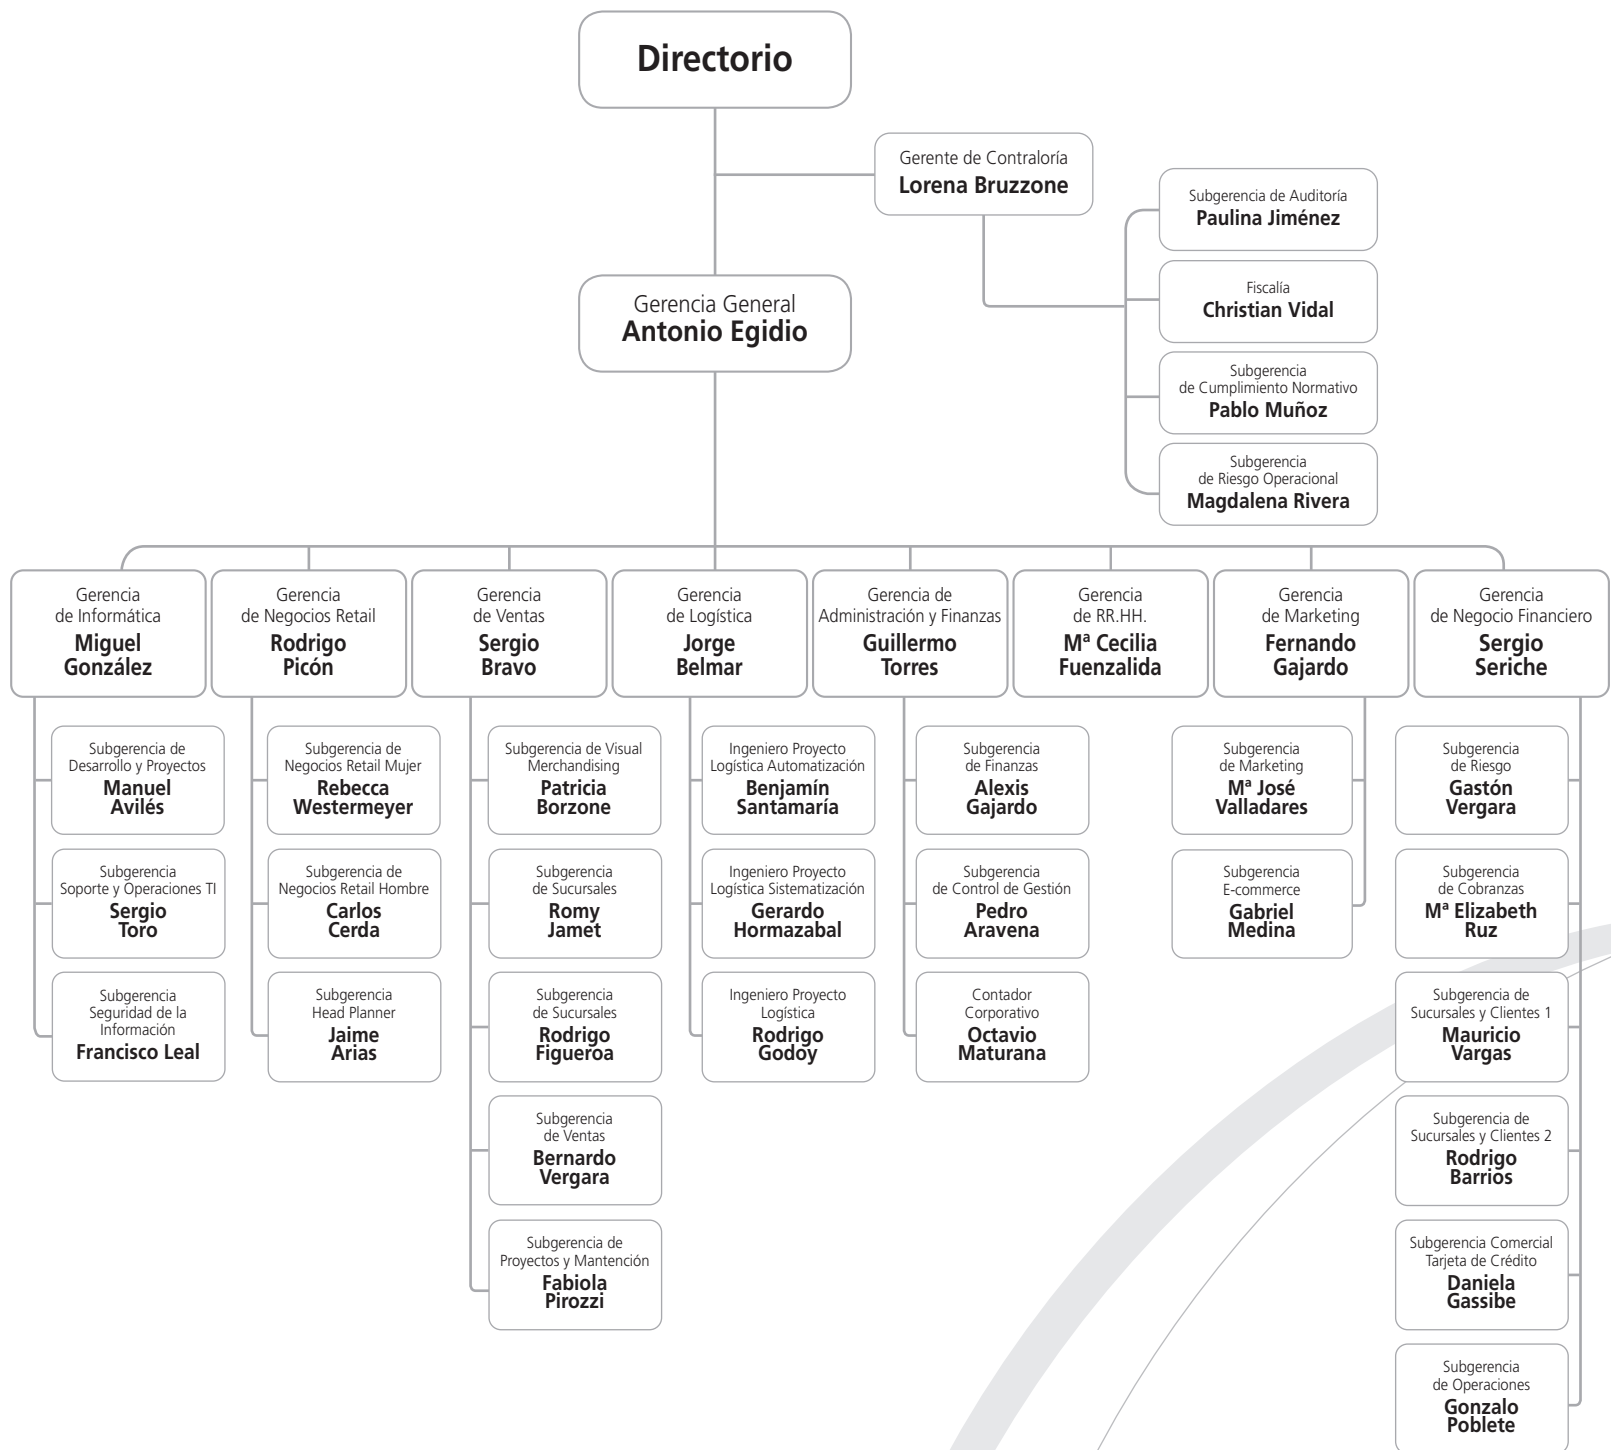 Directorio
Gerente de Contraloría
Lorena Bruzzone
Subgerencia de Auditoría
Paulina Jiménez
Fiscalía
Christian Vidal
Subgerencia
de Cumplimiento Normativo
Pablo Muñoz
Subgerencia
de Riesgo Operacional
Magdalena Rivera
Gerencia General
Antonio Egidio
Gerencia
de Informática
Miguel
González
Gerencia
de Negocios Retail
Rodrigo
Picón
Gerencia
de Ventas
Sergio
Bravo
Gerencia
de Logística
Jorge
Belmar
Gerencia de
Administración y Finanzas
Guillermo
Torres
Gerencia
de RR.HH.
Mª Cecilia
Fuenzalida
Gerencia
de Marketing
Fernando
Gajardo
Gerencia
de Negocio Financiero
Sergio
Seriche
Subgerencia de
Desarrollo y Proyectos
Manuel
Avilés
Subgerencia
Soporte y Operaciones TI
Sergio
Toro
Subgerencia
Seguridad de la
Información
Francisco Leal
Subgerencia de
Negocios Retail Mujer
Rebecca
Westermeyer
Subgerencia de
Negocios Retail Hombre
Carlos
Cerda
Subgerencia
Head Planner
Jaime
Arias
Subgerencia de Visual
Merchandising
Patricia
Borzone
Subgerencia
de Sucursales
Romy
Jamet
Subgerencia
de Sucursales
Rodrigo
Figueroa
Subgerencia
de Ventas
Bernardo
Vergara
Subgerencia de
Proyectos y Mantención
Fabiola
Pirozzi
Ingeniero Proyecto
Logística Automatización
Benjamín
Santamaría
Ingeniero Proyecto
Logística Sistematización
Gerardo
Hormazabal
Ingeniero Proyecto
Logística
Rodrigo
Godoy
Subgerencia
de Finanzas
Alexis
Gajardo
Subgerencia
de Control de Gestión
Pedro
Aravena
Contador
Corporativo
Octavio
Maturana
Subgerencia
de Marketing
Mª José
Valladares
Subgerencia
E-commerce
Gabriel
Medina
Subgerencia
de Riesgo
Gastón
Vergara
Subgerencia
de Cobranzas
Mª Elizabeth
Ruz
Subgerencia de
Sucursales y Clientes 1
Mauricio
Vargas
Subgerencia de
Sucursales y Clientes 2
Rodrigo
Barrios
Subgerencia Comercial
Tarjeta de Crédito
Daniela
Gassibe
Subgerencia
de Operaciones
Gonzalo
Poblete